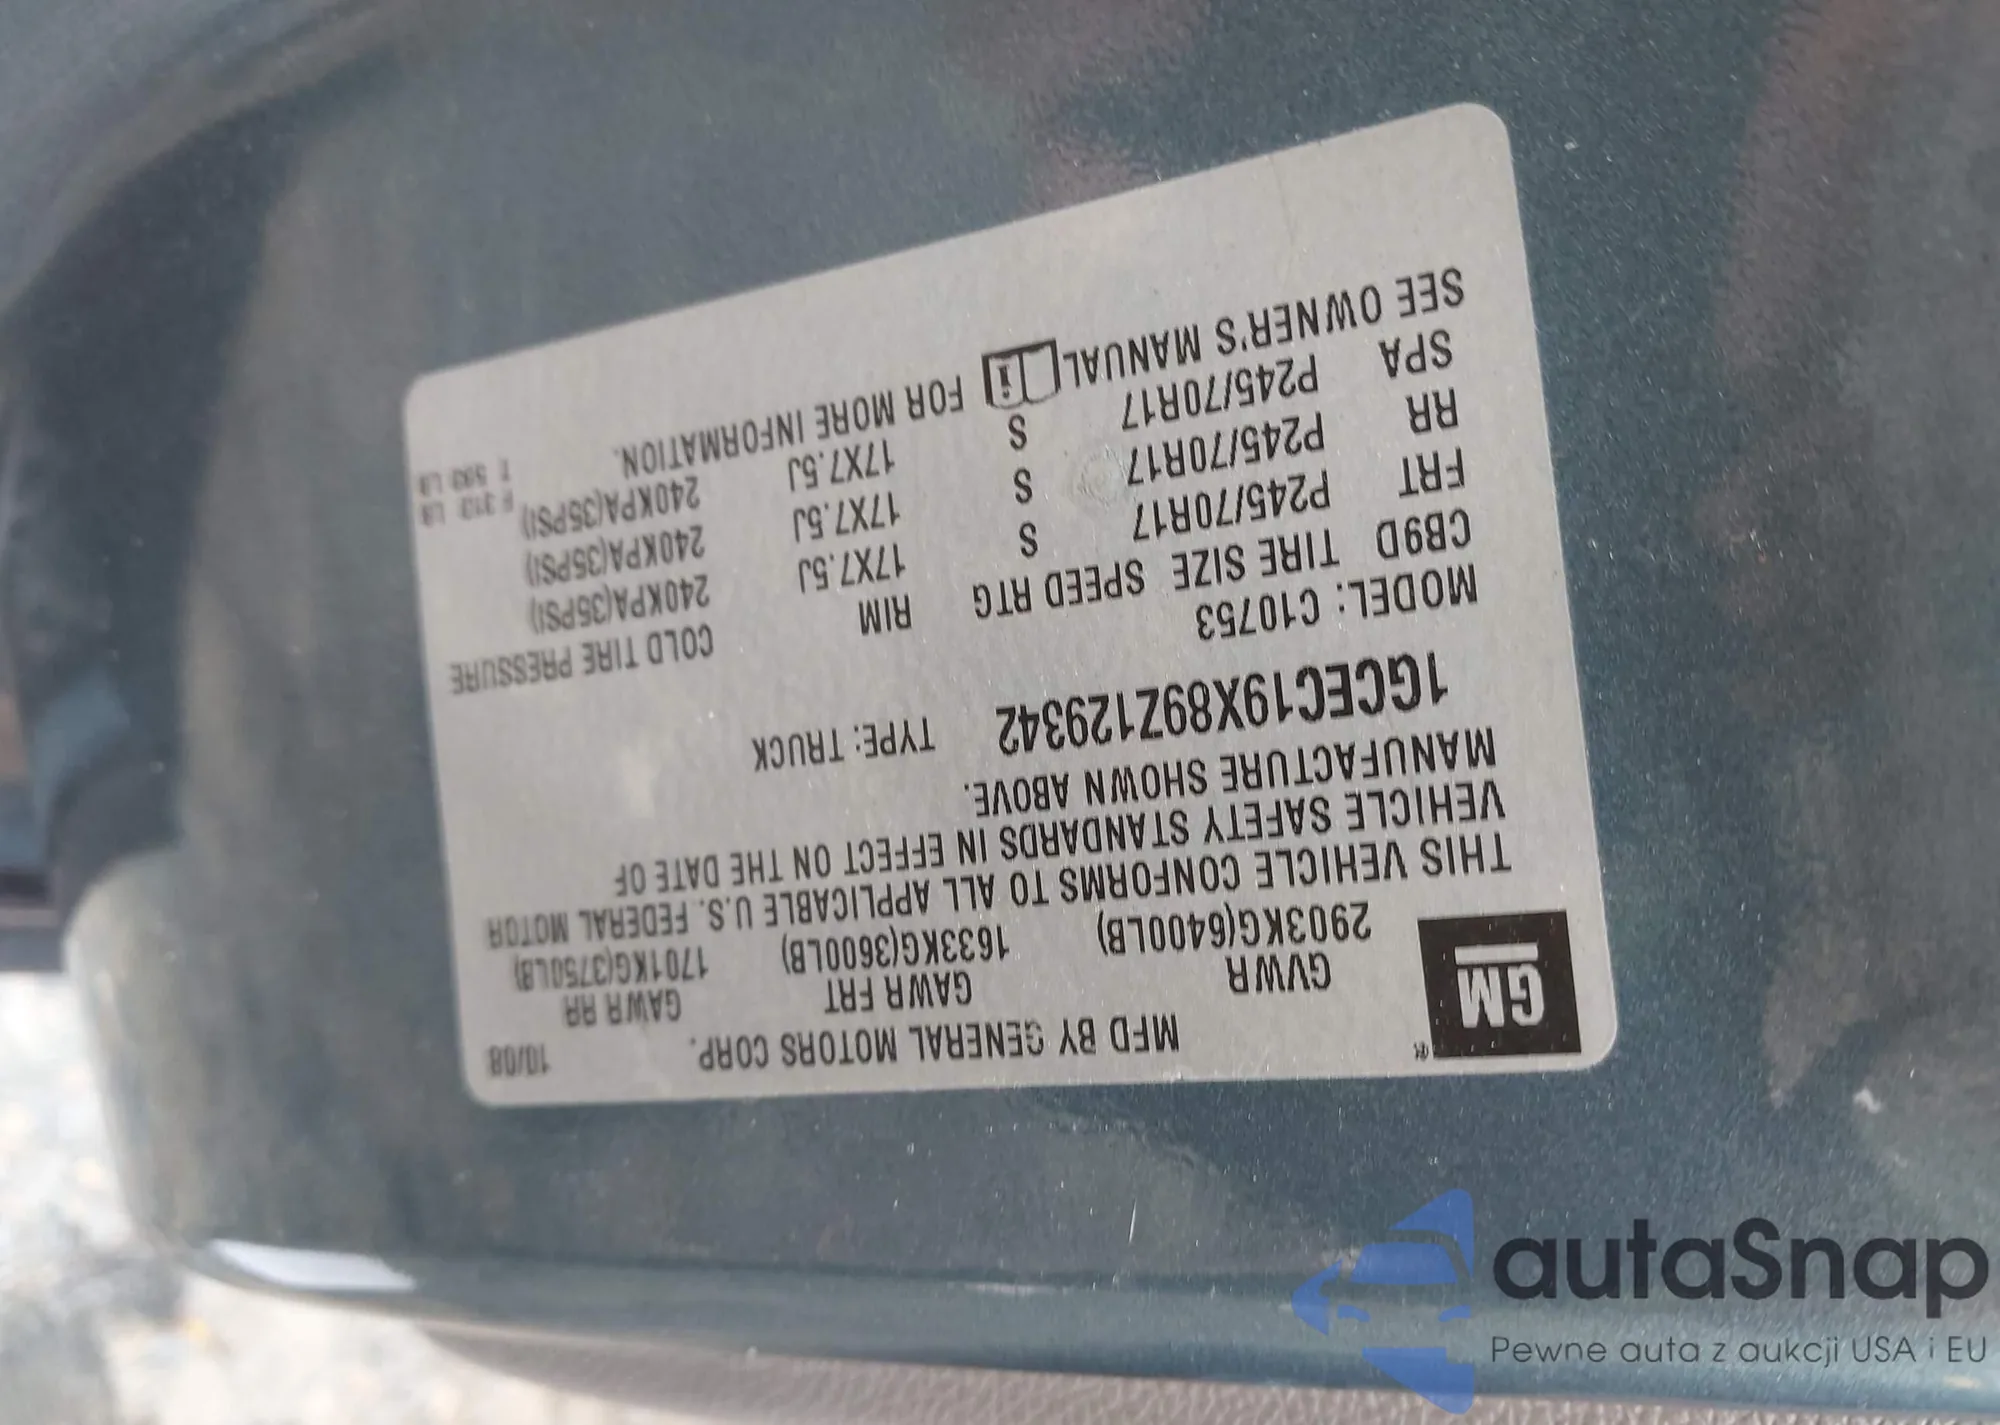 MFD BY GENERAL MOTORS CORP. 10/08
GM
GVWR GAWR FRT GAWR RR
2903KG(6400LB) 1633KG(3600LB) 1701KG(3750LB)
THIS VEHICLE CONFORMS TO ALL APPLICABLE U.S. FEDERAL MOTOR
VEHICLE SAFETY STANDARDS IN EFFECT ON THE DATE OF
MANUFACTURE SHOWN ABOVE.
1GCEC19X89Z129342 TYPE: TRUCK
MODEL: C10753
CB9D TIRE SIZE SPEED RTG RIM COLD TIRE PRESSURE
FRT P245/70R17 S 17X7.5J 240KPA(35PSI)
RR P245/70R17 S 17X7.5J 240KPA(35PSI)
SPA P245/70R17 S 17X7.5J 240KPA(35PSI)
SEE OWNER'S MANUAL FOR MORE INFORMATION.
F 312 LB
T 592 LB
autaSnap
Pewne auta z aukcji USA i EU